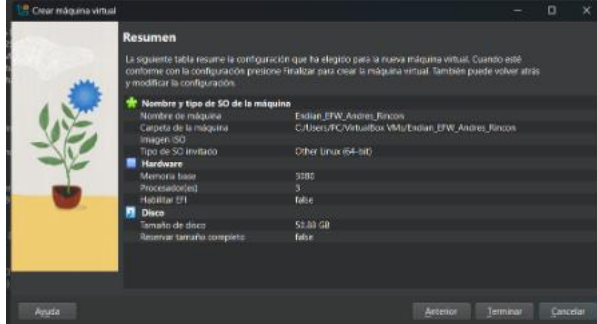 Crear máquina virtual
Resumen
La siguiente tabla resume la configuración que ha elegido para la nueva máquina virtual. Cuando esté
conforme con la configuración presione Finalizar para crear la máquina virtual. También puede volver atrás
y modificar la configuración.
Nombre y tipo de SO de la máquina
Nombre de máquina Endian_EFW_Andres_Rincon
Carpeta de la máquina C:/Users/PC/VirtualBox VMs/Endian_EFW_Andres_Rincon
Imagen ISO
Tipo de SO invitado Other Linux (64-bit)
Hardware
Memoria base
Procesador(es) 3
Habilitar EFI false
Disco
Tamaño de disco GB
Reservar tamaño completo false
Ayuda Anterior Terminar Cancelar